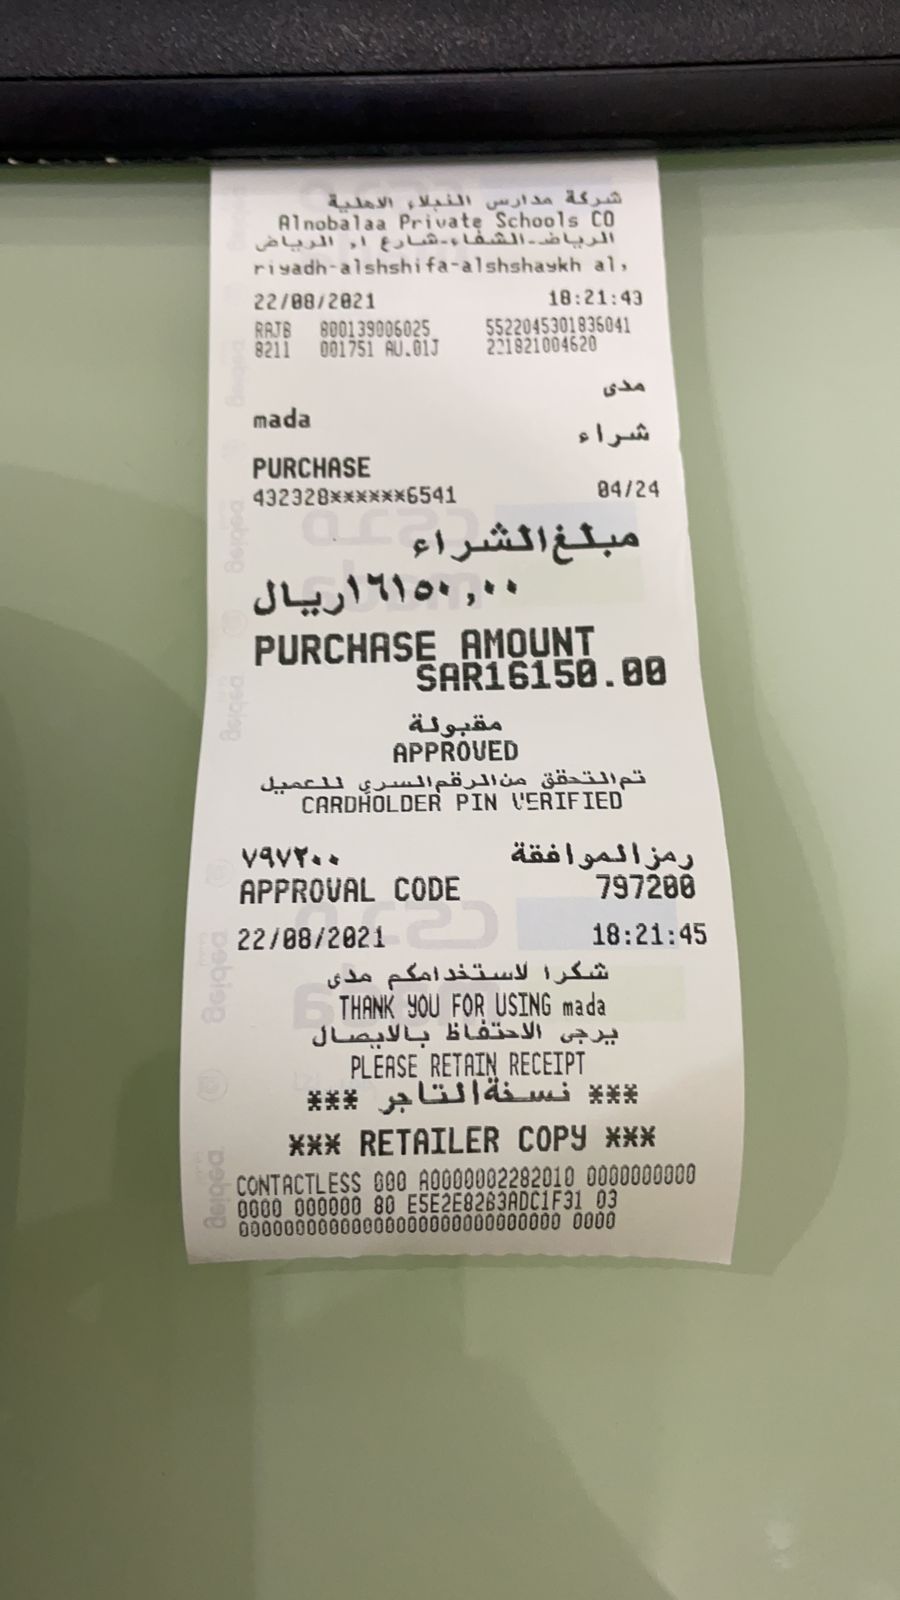 شركة مدارس النبلاء الاهلية
Alnobalaa Private Schools CO
الرياض-الشفاء-شارع ا, الرياض
riyadh-alshshifa-alshshaykh al,
22/08/2021 18:21:43
RAJB 800139006025 5522045301836041
8211 001751 AU.01J 221821004620
مدى
mada
شراء
PURCHASE
432328******6541 04/24
مبلغ الشراء
١٦١٥٠,٠٠ ريال
PURCHASE AMOUNT
SAR16150.00
مقبولة
APPROVED
تم التحقق من الرقم السري للعميل
CARDHOLDER PIN VERIFIED
رمز الموافقة ٧٩٧٢٠٠
APPROVAL CODE 797200
22/08/2021 18:21:45
شكرا لاستخدامكم مدى
THANK YOU FOR USING mada
يرجى الاحتفاظ بالايصال
PLEASE RETAIN RECEIPT
*** نسخة التاجر ***
*** RETAILER COPY ***
CONTACTLESS 000 A0000002282010 0000000000
0000 000000 80 E5E2E8263ADC1F31 03